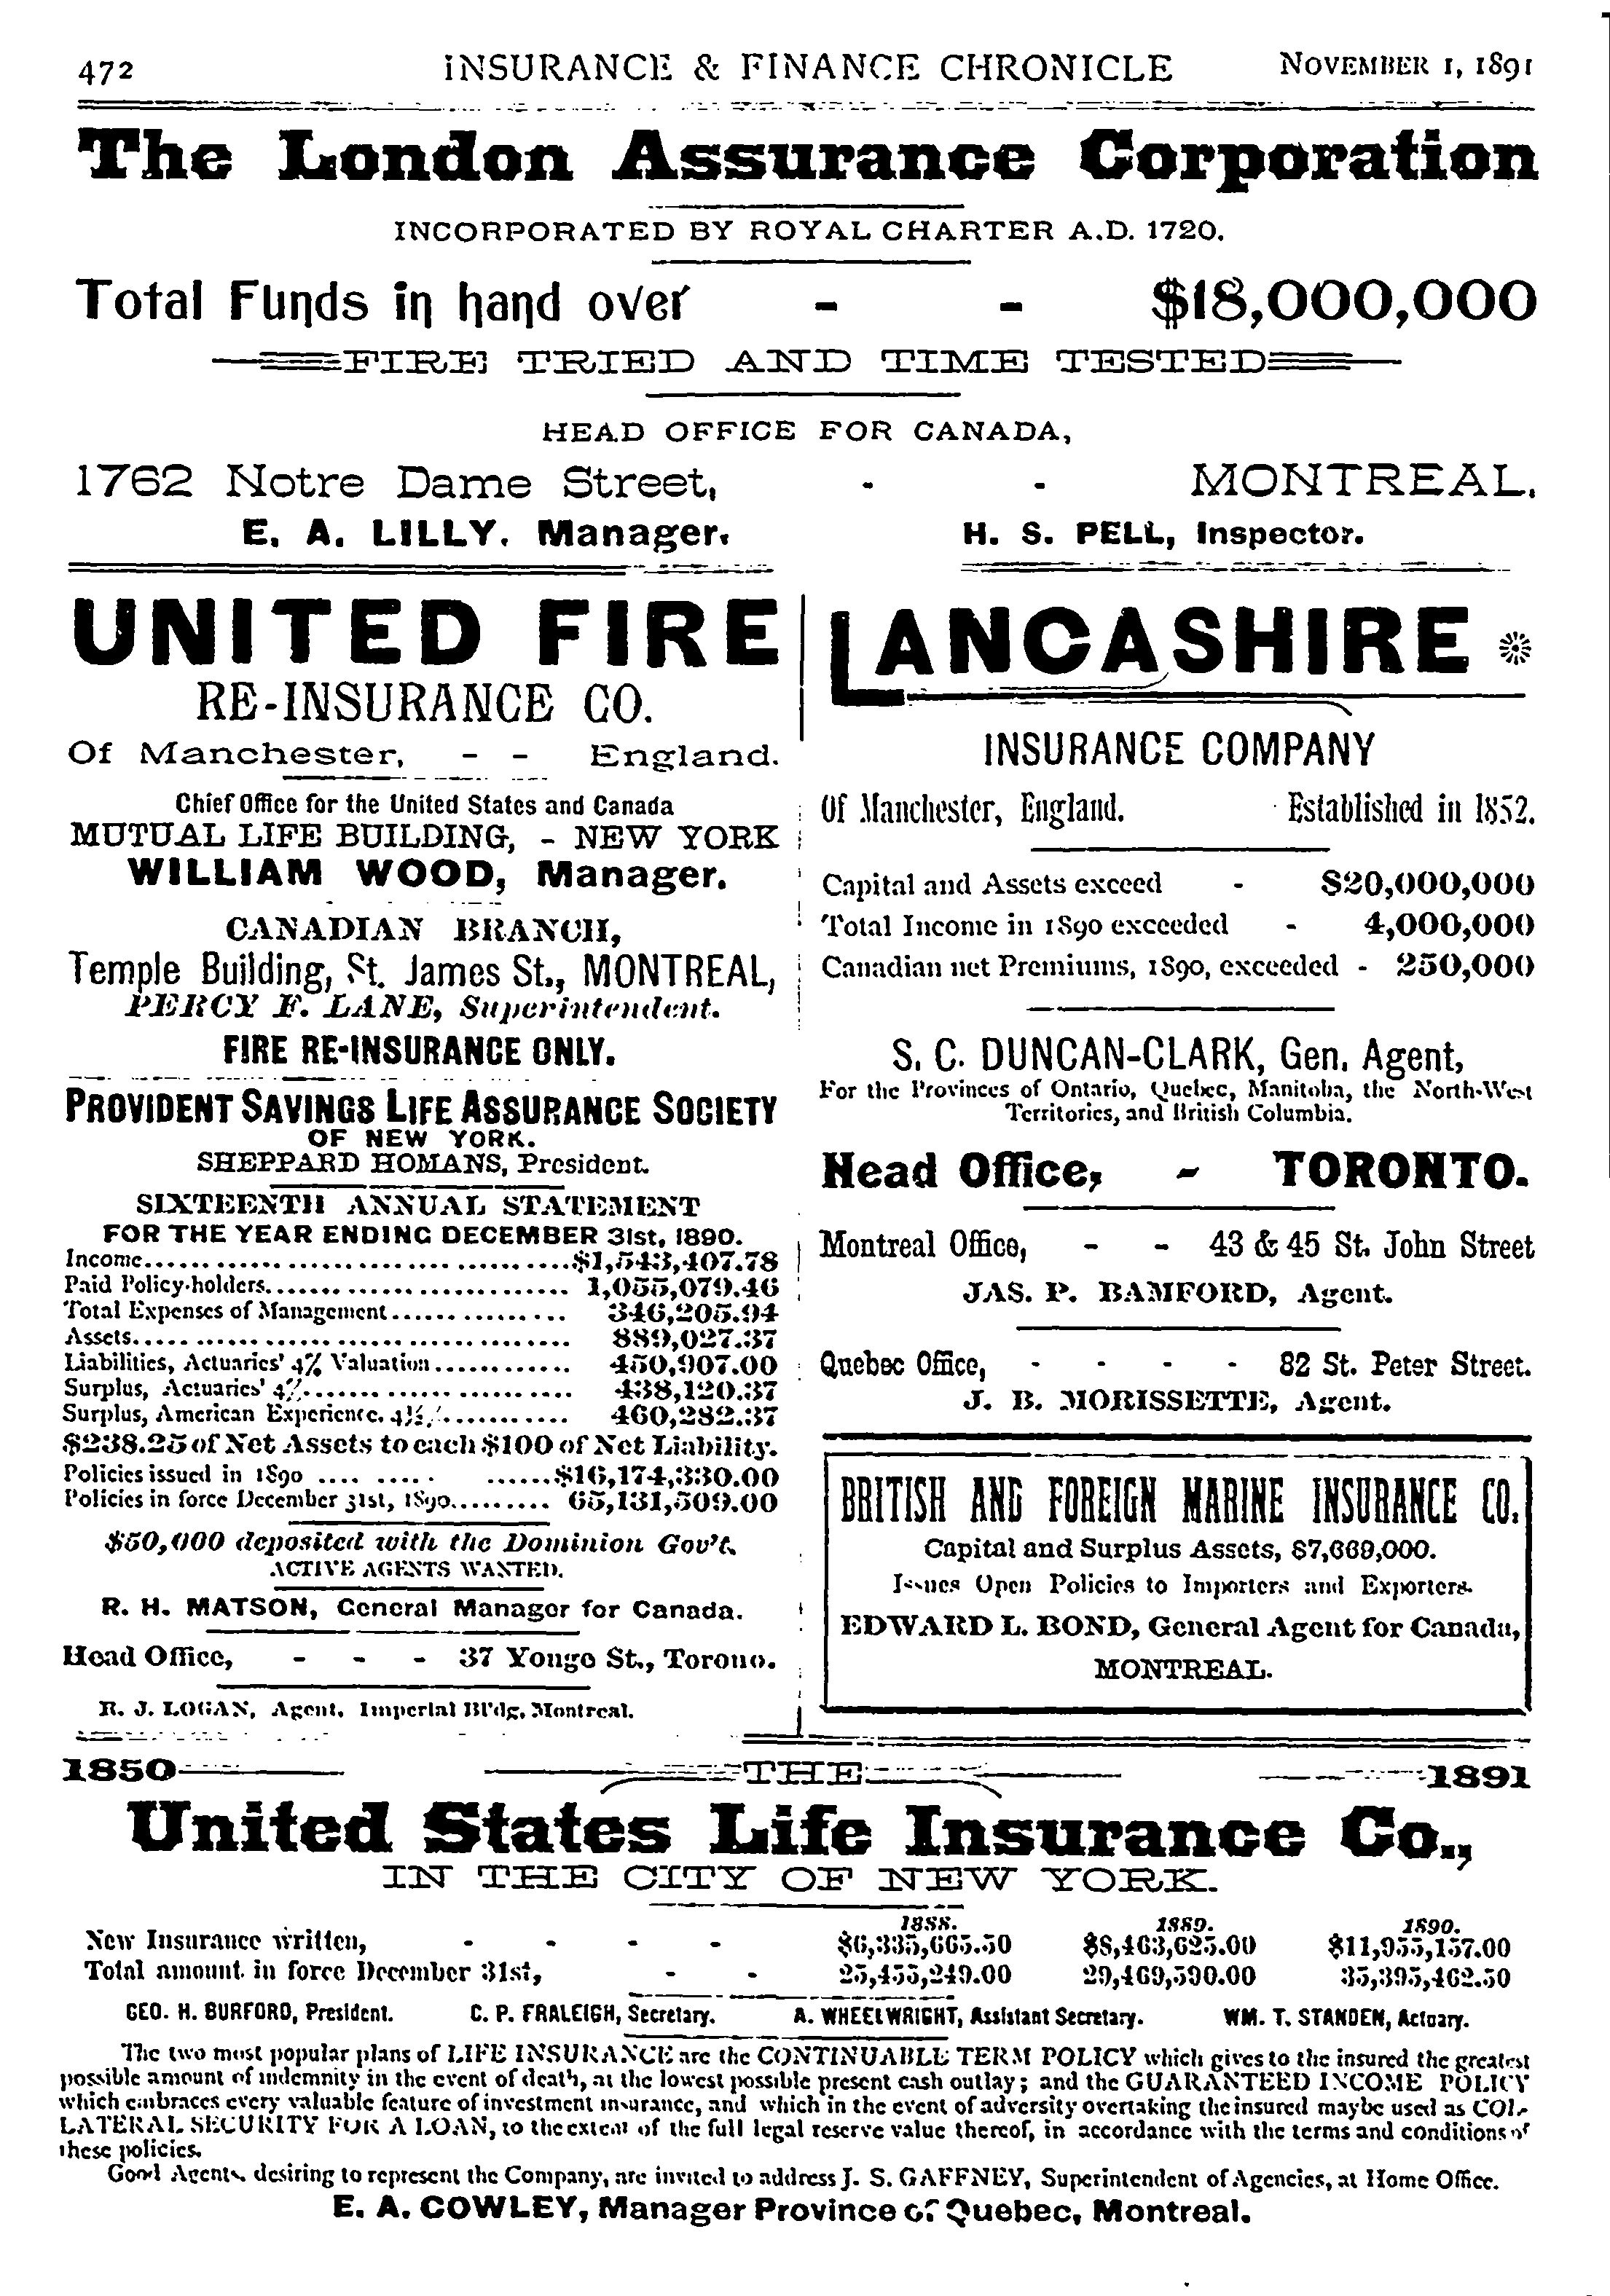 472 INSURANCE & FINANCE CHRONICLE NOVEMBER 1, 1891
The London Assurance Corporation
INCORPORATED BY ROYAL CHARTER A.D. 1720.
Total Funds in hand over - - $18,000,000
FIRE TRIED AND TIME TESTED
HEAD OFFICE FOR CANADA,
1762 Notre Dame Street, - - MONTREAL.
E. A. LILLY. Manager. H. S. PELL, Inspector.
UNITED FIRE
RE-INSURANCE CO.
Of Manchester, - - England.
Chief Office for the United States and Canada
MUTUAL LIFE BUILDING, - NEW YORK
WILLIAM WOOD, Manager.
CANADIAN BRANCH,
Temple Building, St. James St., MONTREAL,
PERCY F. LANE, Superintendent.
FIRE RE-INSURANCE ONLY.
PROVIDENT SAVINGS LIFE ASSURANCE SOCIETY
OF NEW YORK.
SHEPPARD HOMANS, President.
SIXTEENTH ANNUAL STATEMENT
FOR THE YEAR ENDING DECEMBER 31st, 1890.
Income.......... $1,543,407.78
Paid Policy-holders.......... 1,055,079.46
Total Expenses of Management.......... 346,205.94
Assets.......... 889,027.37
Liabilities, Actuaries' 4% Valuation.......... 450,907.00
Surplus, Actuaries' 4%.......... 438,120.37
Surplus, American Experience, 4½%.......... 460,282.37
$238.25 of Net Assets to each $100 of Net Liability.
Policies issued in 1890 .......... $16,174,330.00
Policies in force December 31st, 1890.......... 65,131,509.00
$50,000 deposited with the Dominion Gov't.
ACTIVE AGENTS WANTED.
R. H. MATSON, General Manager for Canada.
Head Office, - - - 37 Yonge St., Torono.
R. J. LOGAN, Agent, Imperial Bl'dg, Montreal.
LANCASHIRE
INSURANCE COMPANY
Of Manchester, England. Established in 1852.
Capital and Assets exceed - $20,000,000
Total Income in 1890 exceeded - 4,000,000
Canadian net Premiums, 1890, exceeded - 250,000
S. C. DUNCAN-CLARK, Gen. Agent,
For the Provinces of Ontario, Quebec, Manitoba, the North-West
Territories, and British Columbia.
Head Office, - TORONTO.
Montreal Office, - - 43 & 45 St. John Street
JAS. P. BAMFORD, Agent.
Quebec Office, - - - - 82 St. Peter Street.
J. B. MORISSETTE, Agent.
BRITISH AND FOREIGN MARINE INSURANCE CO.
Capital and Surplus Assets, $7,669,000.
Issues Open Policies to Importers and Exporters.
EDWARD L. BOND, General Agent for Canada,
MONTREAL.
1850 THE 1891
United States Life Insurance Co.,
IN THE CITY OF NEW YORK.
1888. 1889. 1890.
New Insurance written, - - - - $6,335,665.50 $8,463,625.00 $11,955,157.00
Total amount in force December 31st, - - 25,455,249.00 29,469,590.00 35,395,462.50
GEO. H. BURFORD, President. C. P. FRALEIGH, Secretary. A. WHEELWRIGHT, Assistant Secretary. WM. T. STANDEN, Actuary.
The two most popular plans of LIFE INSURANCE are the CONTINUABLE TERM POLICY which gives to the insured the greatest
possible amount of indemnity in the event of death, at the lowest possible present cash outlay; and the GUARANTEED INCOME POLICY
which embraces every valuable feature of investment insurance, and which in the event of adversity overtaking the insured may be used as COL-
LATERAL SECURITY FOR A LOAN, to the extent of the full legal reserve value thereof, in accordance with the terms and conditions of
these policies.
Good Agents, desiring to represent the Company, are invited to address J. S. GAFFNEY, Superintendent of Agencies, at Home Office.
E. A. COWLEY, Manager Province of Quebec, Montreal.